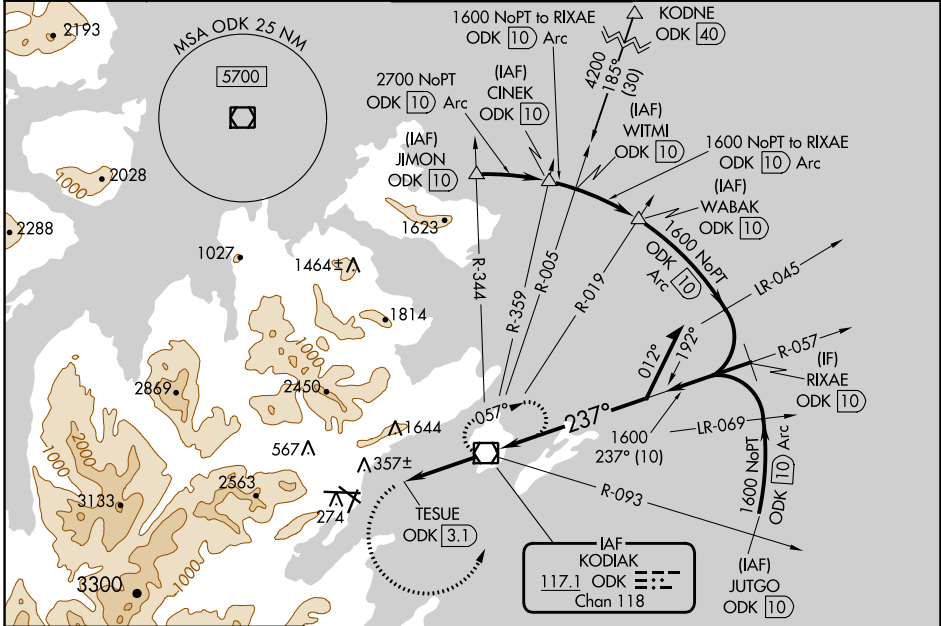 2193
MSA ODK 25 NM
5700
1600 NoPT to RIXAE
ODK 10 Arc
KODNE
ODK 40
2700 NoPT
ODK 10 Arc
(IAF)
CINEK
ODK 10
4200
185°
(30)
(IAF)
WITMI
ODK 10
(IAF)
JIMON
ODK 10
1600 NoPT to RIXAE
ODK 10 Arc
(IAF)
WABAK
ODK 10
1000
2028
2288
1623
1027
1464±
1814
1600 NoPT
ODK 10
Arc
LR-045
R-344
R-359
R-005
R-019
1000
2869
2450
012°
192°
R-057
(IF)
RIXAE
ODK 10
057°
237°
1600
237° (10)
LR-069
1644
567
357±
1000
2000
3133
2563
274
TESUE
ODK 3.1
R-093
1600 NoPT
ODK 10 Arc
1000
3300
IAF
KODIAK
117.1 ODK
Chan 118
(IAF)
JUTGO
ODK 10